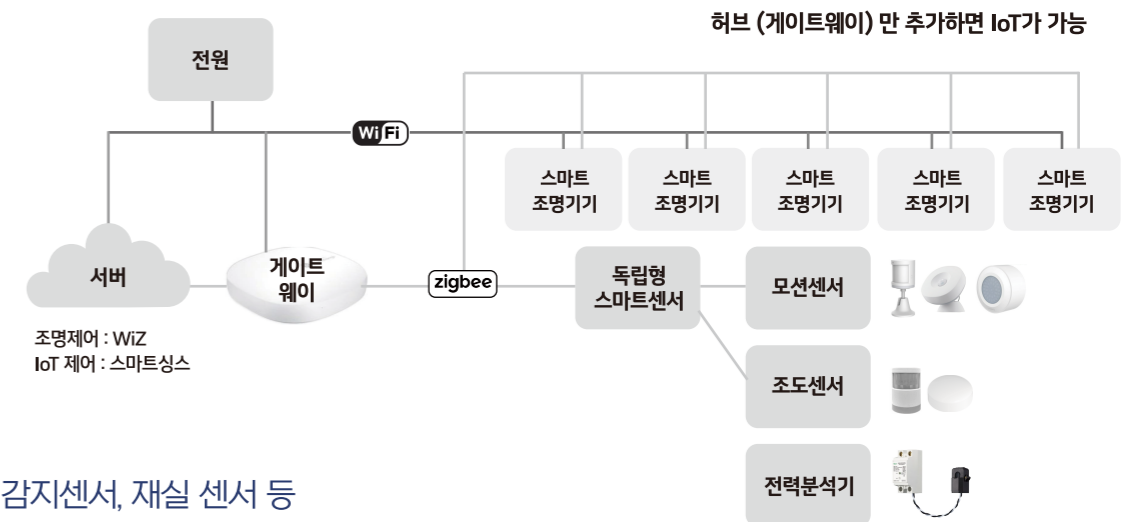 허브 (게이트웨이) 만 추가하면 IoT가 가능
전원
WiFi
스마트
조명기기
스마트
조명기기
스마트
조명기기
스마트
조명기기
스마트
조명기기
서버
게이트
웨이
zigbee
독립형
스마트센서
모션센서
조명제어 : WiZ
IoT 제어 : 스마트싱스
조도센서
전력분석기
감지센서, 재실 센서 등